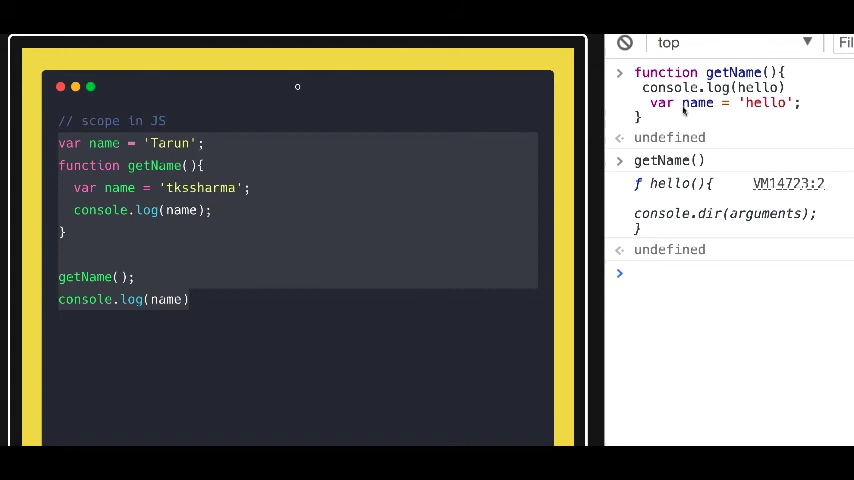 // scope in JS
var name = 'Tarun';
function getName(){
var name = 'tkssharma';
console.log(name);
}
getName();
console.log(name)
top ▼ Fil
> function getName(){
console.log(hello)
var name = 'hello';
}
<· undefined
> getName()
ƒ hello(){ VM14723:2
console.dir(arguments);
}
<· undefined
>